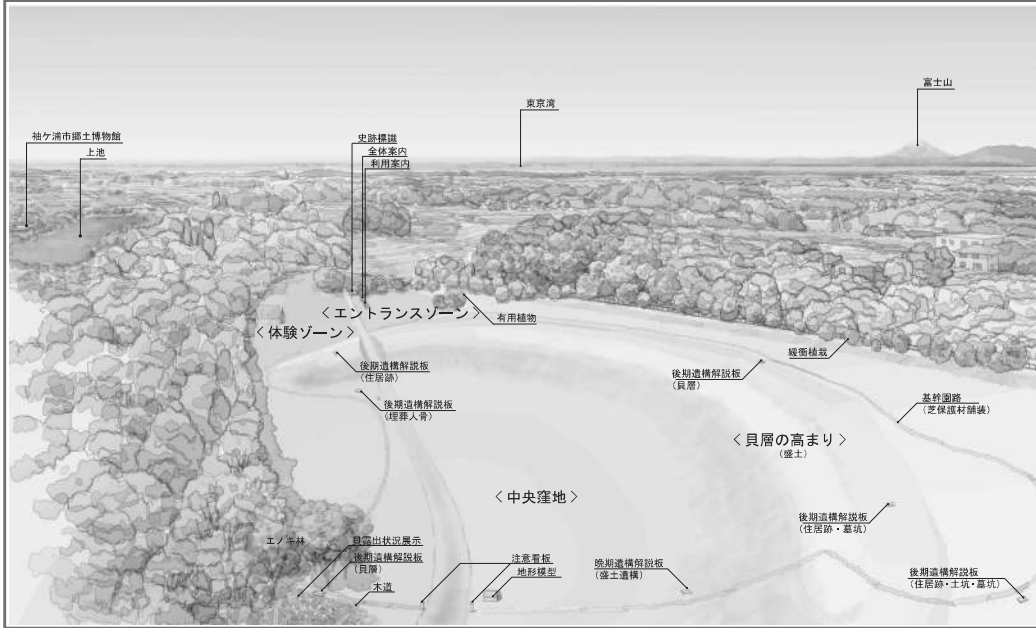 富士山
東京湾
袖ケ浦市郷土博物館
上池
史跡標識
全体案内
利用案内
＜エントランスゾーン＞
有用植物
＜体験ゾーン＞
緩衝植栽
後期遺構解説板
（住居跡）
後期遺構解説板
（貝層）
後期遺構解説板
（埋葬人骨）
基幹園路
（芝保護材舗装）
＜貝層の高まり＞
（盛土）
＜中央窪地＞
後期遺構解説板
（住居跡・墓坑）
エノキ林
貝露出状況展示
後期遺構解説板
（貝層）
木道
注意看板
地形模型
晩期遺構解説板
（盛土遺構）
後期遺構解説板
（住居跡・土坑・墓坑）